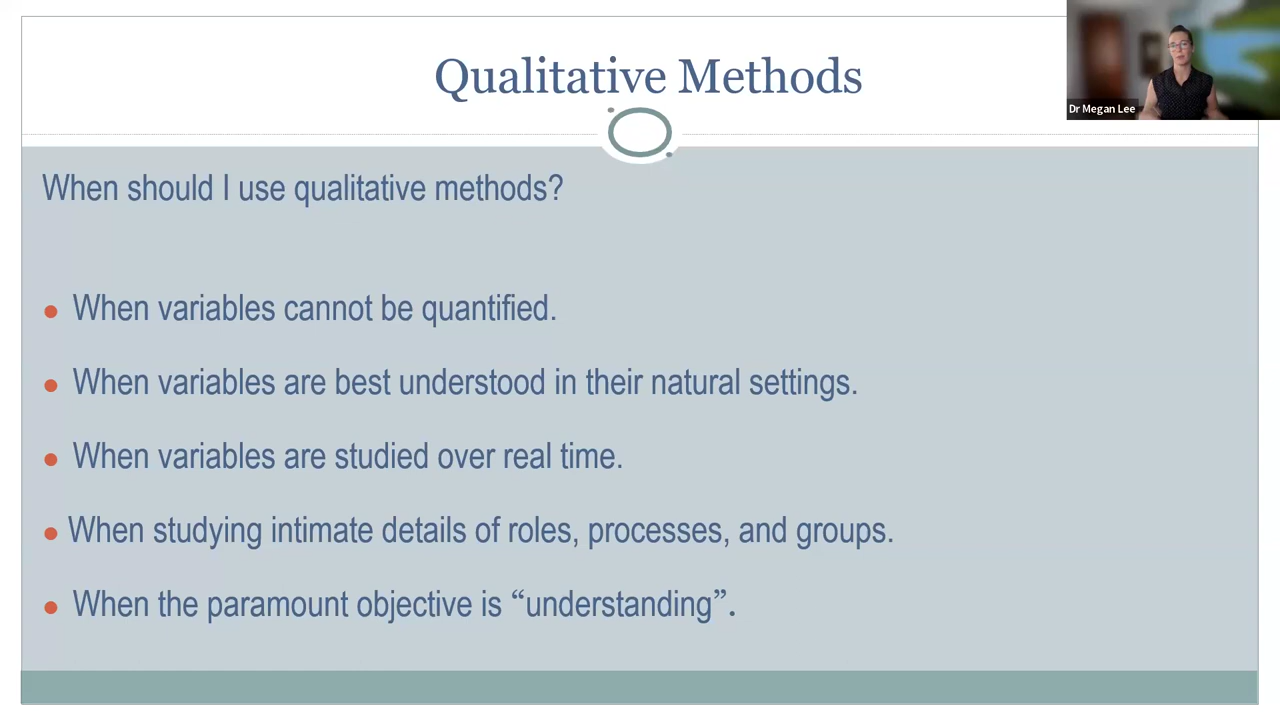 Qualitative Methods
Dr Megan Lee
When should I use qualitative methods?
● When variables cannot be quantified.
● When variables are best understood in their natural settings.
● When variables are studied over real time.
● When studying intimate details of roles, processes, and groups.
● When the paramount objective is “understanding”.